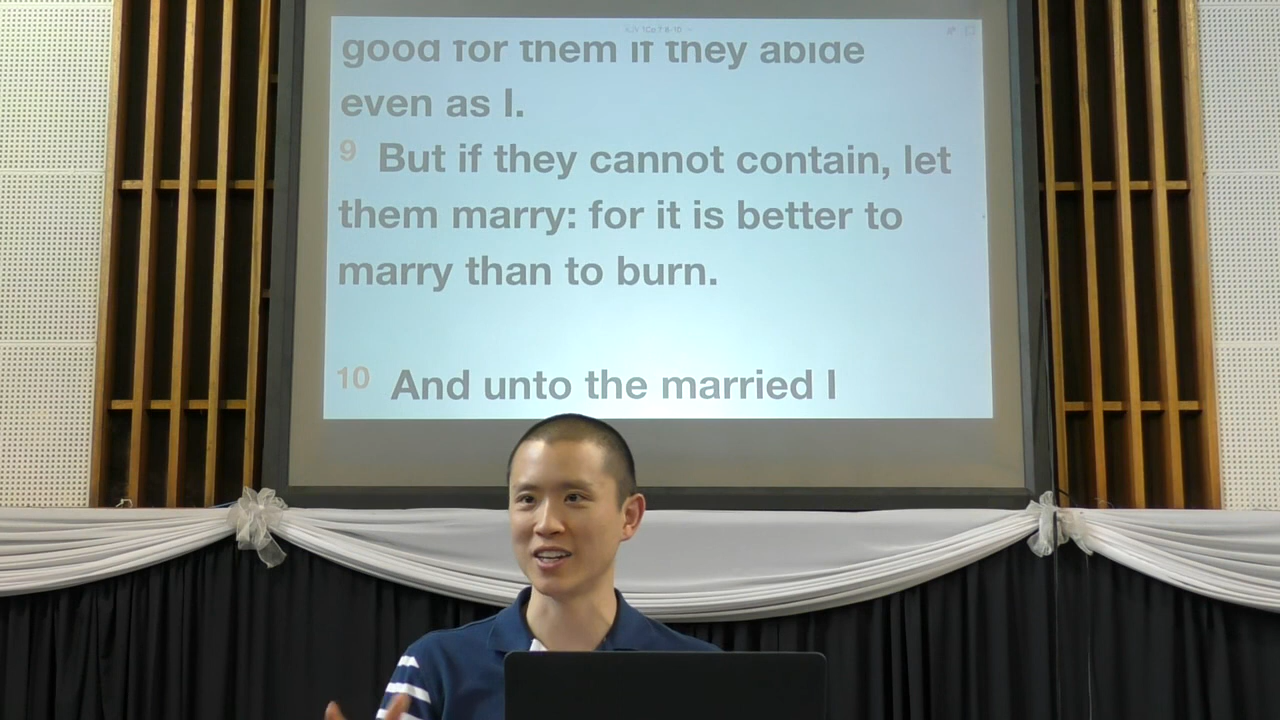 good for them if they abide
even as I.
9 But if they cannot contain, let
them marry: for it is better to
marry than to burn.
10 And unto the married I